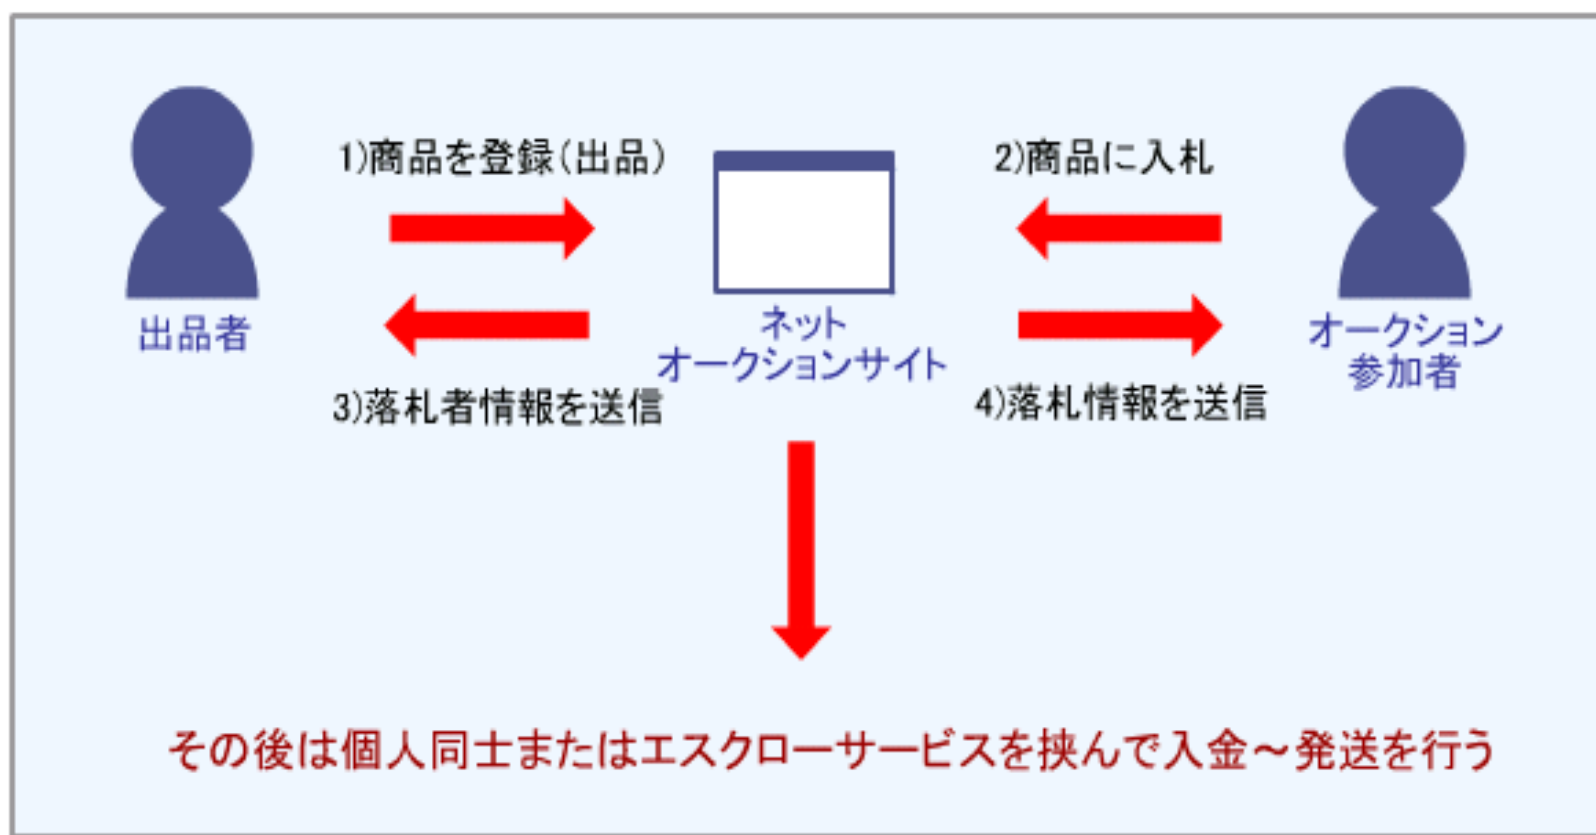 1)商品を登録(出品)
2)商品に入札
出品者
ネット
オークションサイト
オークション
参加者
3)落札者情報を送信
4)落札情報を送信
その後は個人同士またはエスクローサービスを挟んで入金～発送を行う